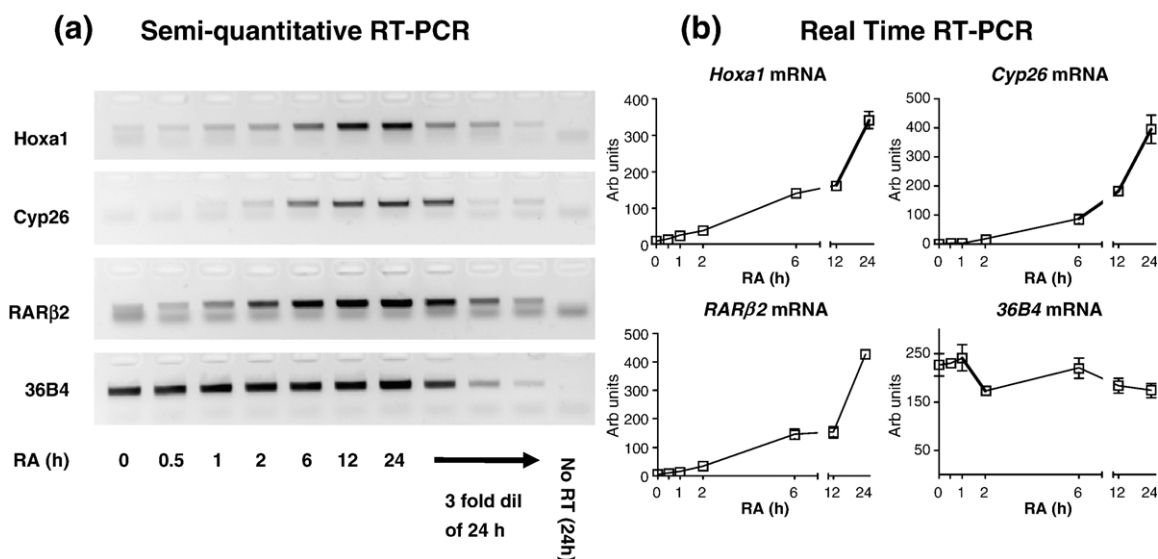 (a) Semi-quantitative RT-PCR
Hoxa1
Cyp26
RARβ2
36B4
RA (h) 0 0.5 1 2 6 12 24
3 fold dil
of 24 h
No RT (24h)
(b) Real Time RT-PCR
Hoxa1 mRNA
Arb units
400
300
200
100
0
0 1 2 6 12 24
RA (h)
Cyp26 mRNA
Arb units
500
400
300
200
100
0
0 1 2 6 12 24
RA (h)
RARβ2 mRNA
Arb units
500
400
300
200
100
0
0 1 2 6 12 24
RA (h)
36B4 mRNA
Arb units
250
150
50
0 1 2 6 12 24
RA (h)